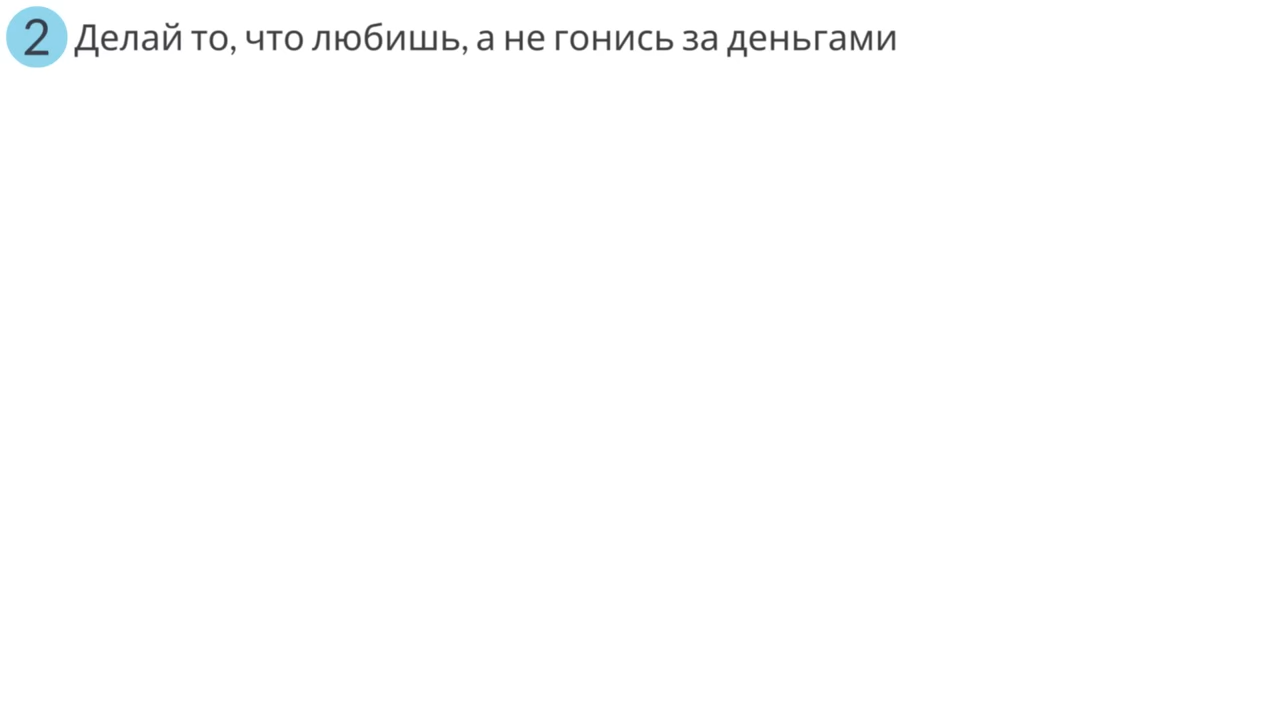 2 Делай то, что любишь, а не гонись за деньгами